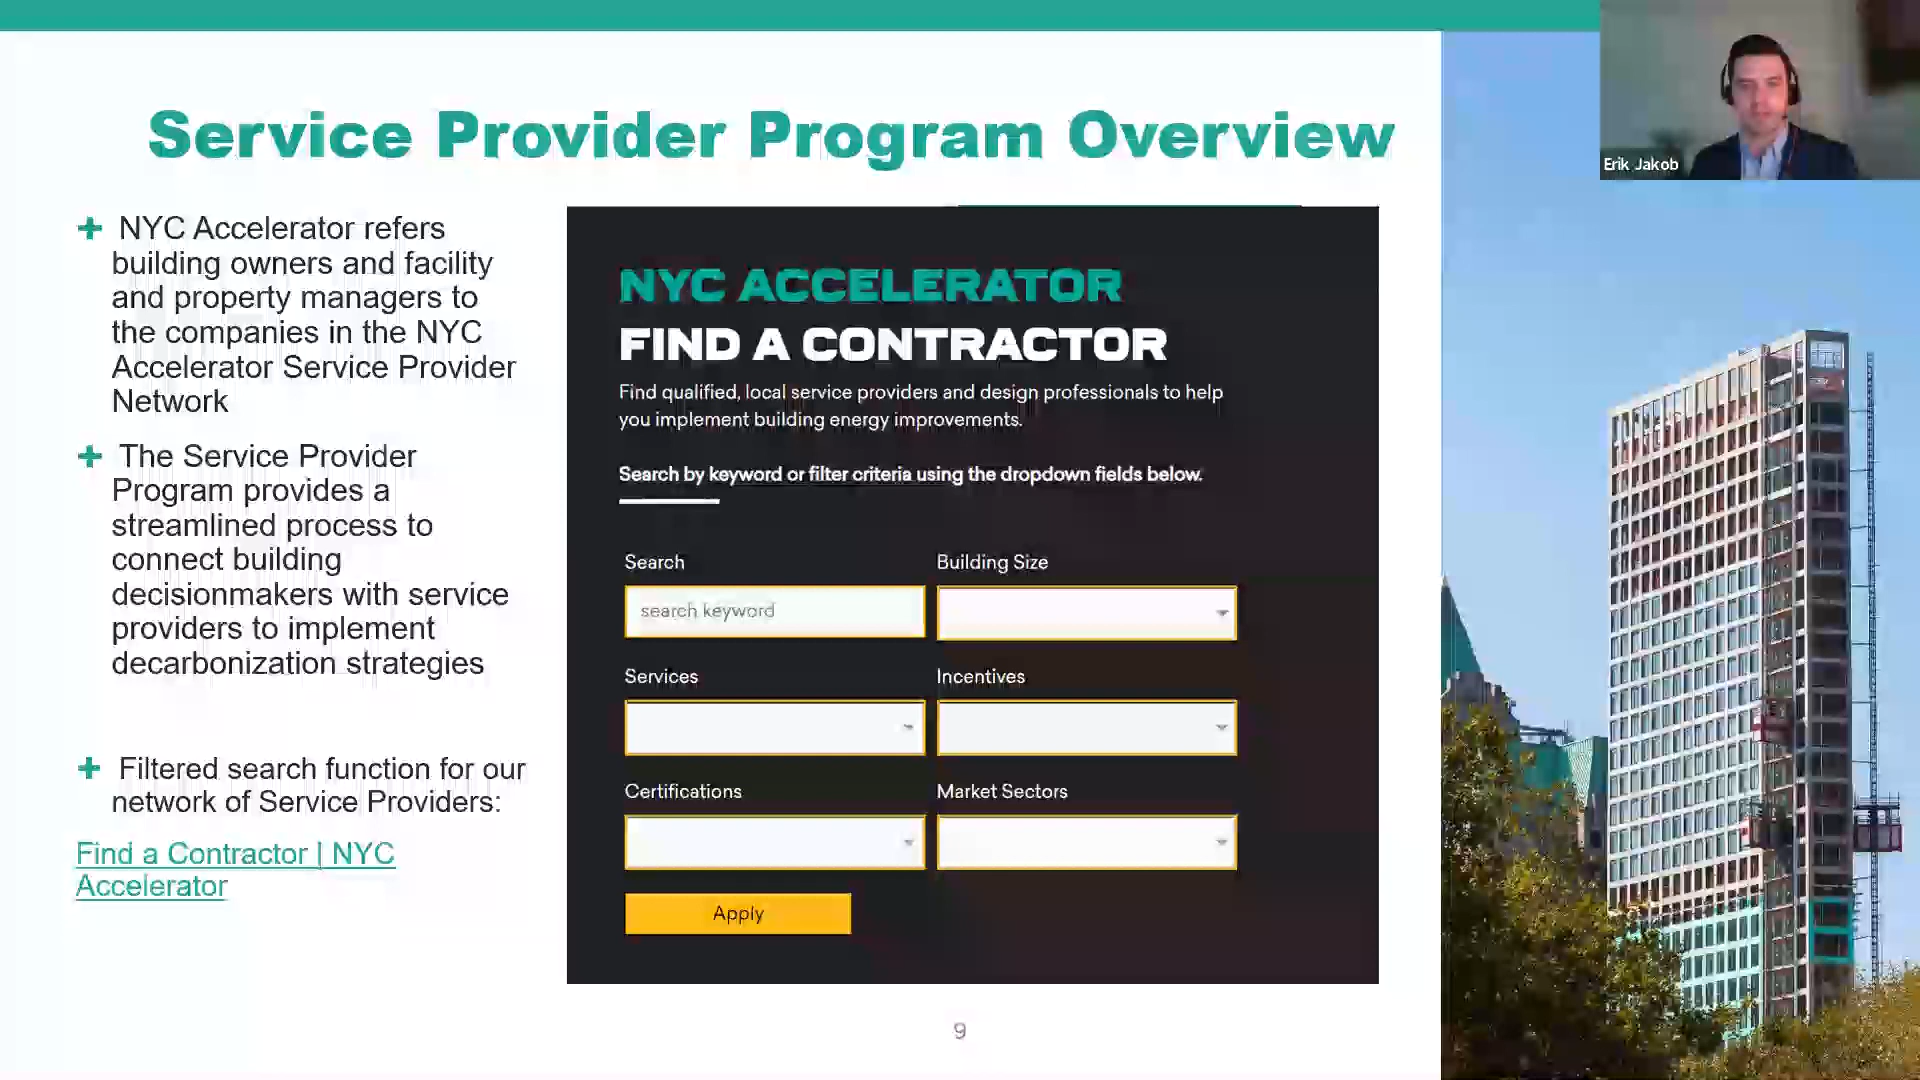 Service Provider Program Overview
Erik Jakob
+ NYC Accelerator refers
building owners and facility
and property managers to
the companies in the NYC
Accelerator Service Provider
Network
+ The Service Provider
Program provides a
streamlined process to
connect building
decisionmakers with service
providers to implement
decarbonization strategies
+ Filtered search function for our
network of Service Providers:
Find a Contractor | NYC
Accelerator
NYC ACCELERATOR
FIND A CONTRACTOR
Find qualified, local service providers and design professionals to help
you implement building energy improvements.
Search by keyword or filter criteria using the dropdown fields below.
Search
Building Size
search keyword
Services
Incentives
Certifications
Market Sectors
Apply
9